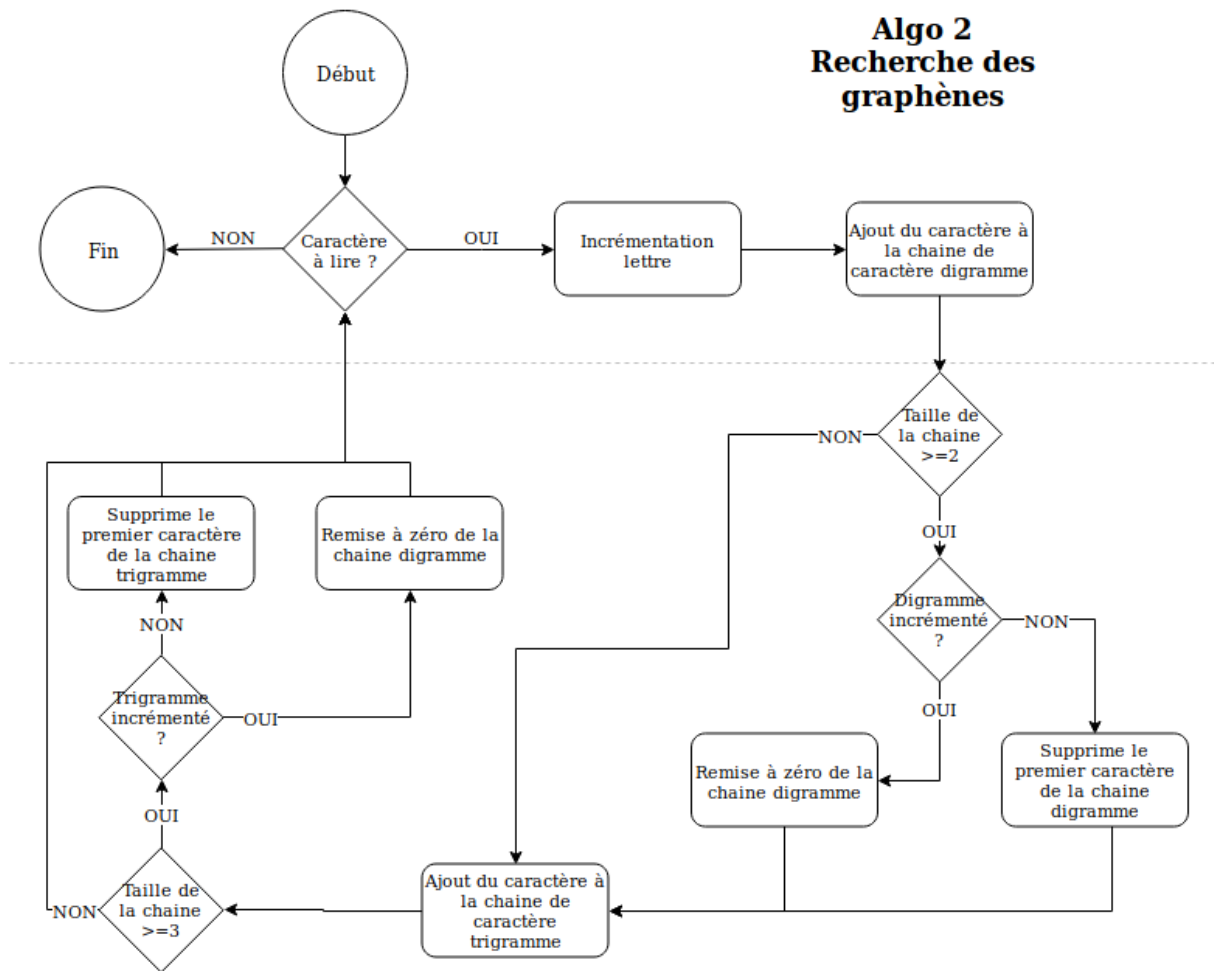 Algo 2
Recherche des
graphènes
Début
Fin
NON
Caractère
à lire ?
OUI
Incrémentation
lettre
Ajout du caractère à
la chaine de
caractère digramme
Taille de
la chaine
>=2
NON
OUI
Digramme
incrémenté
?
NON
OUI
Remise à zéro de la
chaine digramme
Supprime le
premier caractère
de la chaine
digramme
Ajout du caractère à
la chaine de
caractère
trigramme
Taille de
la chaine
>=3
NON
OUI
Trigramme
incrémenté
?
NON
OUI
Supprime le
premier caractère
de la chaine
trigramme
Remise à zéro de la
chaine digramme